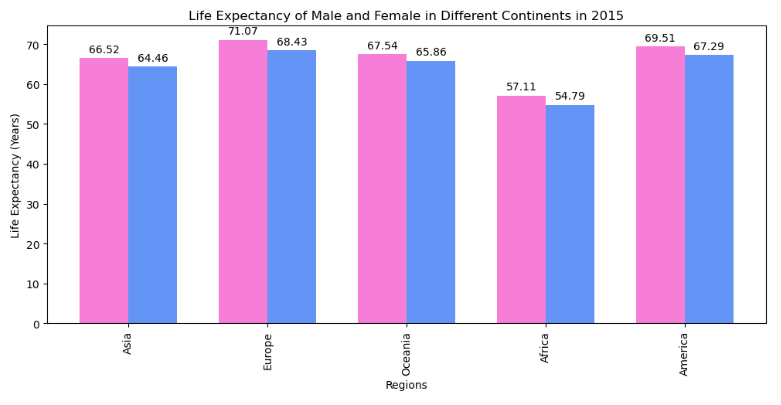 Life Expectancy of Male and Female in Different Continents in 2015
Life Expectancy (Years)
70
60
50
40
30
20
10
0
66.52
64.46
71.07
68.43
67.54
65.86
57.11
54.79
69.51
67.29
Asia
Europe
Oceania
Africa
America
Regions